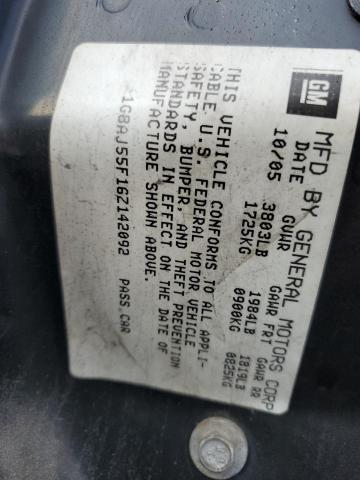 GM
MFD BY GENERAL MOTORS CORP
DATE GVWR GAWR FRT GAWR RR
10/05 3803LB 1984LB 1819LB
1725KG 0900KG 0825KG
THIS VEHICLE CONFORMS TO ALL APPLI-
CABLE U.S. FEDERAL MOTOR VEHICLE
SAFETY, BUMPER, AND THEFT PREVENTION
STANDARDS IN EFFECT ON THE DATE OF
MANUFACTURE SHOWN ABOVE.
1G8AJ55F16Z142092 PASS CAR